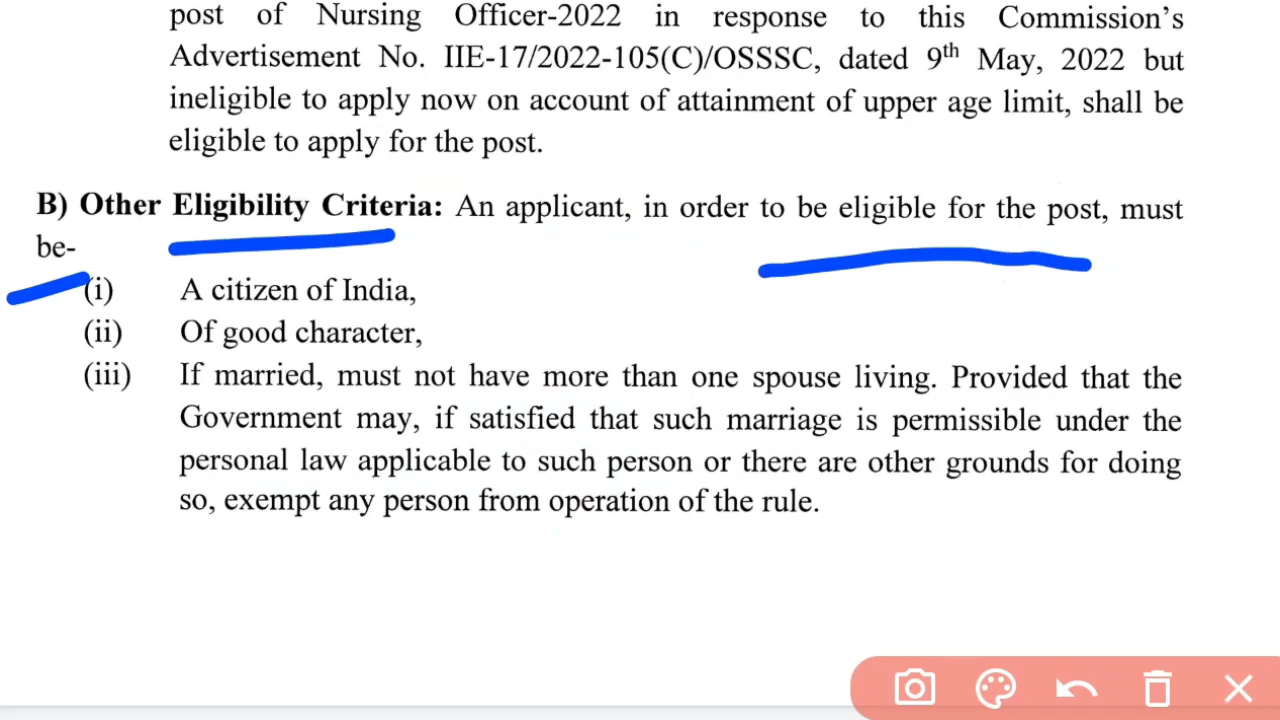 post of Nursing Officer-2022 in response to this Commission’s
Advertisement No. IIE-17/2022-105(C)/OSSSC, dated 9th May, 2022 but
ineligible to apply now on account of attainment of upper age limit, shall be
eligible to apply for the post.
B) Other Eligibility Criteria: An applicant, in order to be eligible for the post, must
be-
(i) A citizen of India,
(ii) Of good character,
(iii) If married, must not have more than one spouse living. Provided that the
Government may, if satisfied that such marriage is permissible under the
personal law applicable to such person or there are other grounds for doing
so, exempt any person from operation of the rule.